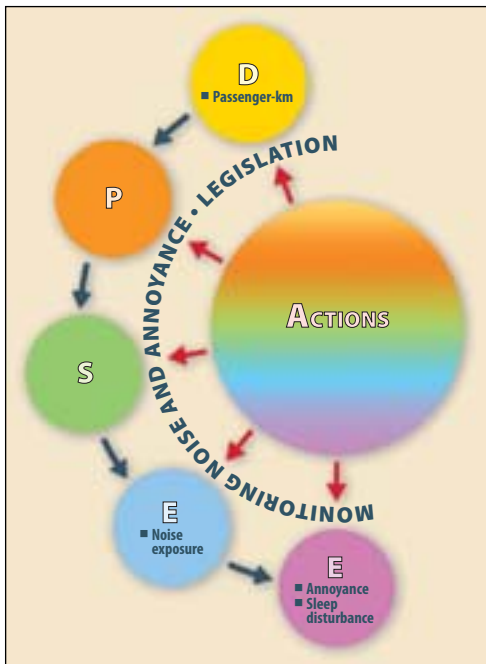 D
■ Passenger-km
P
MONITORING NOISE AND ANNOYANCE • LEGISLATION
ACTIONS
S
E
■ Noise
exposure
E
■ Annoyance
■ Sleep
disturbance